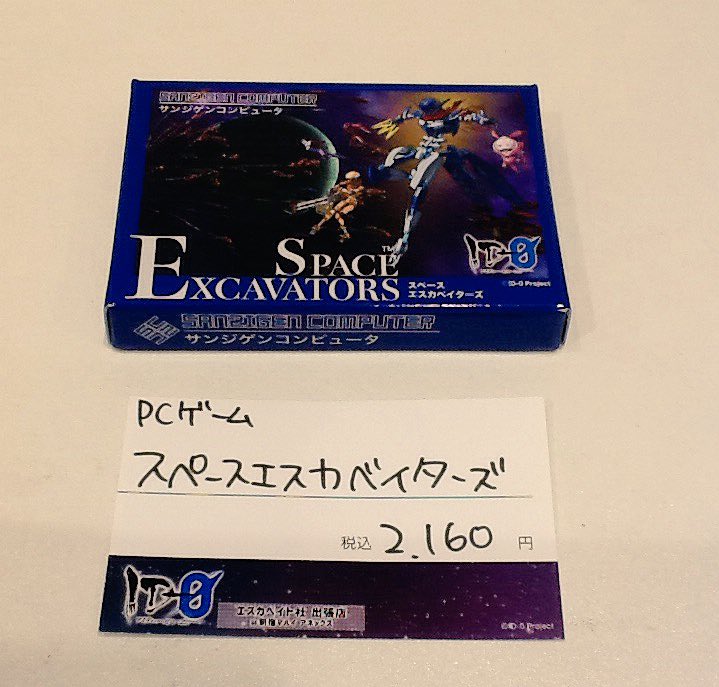 SANZIGEN COMPUTER
サンジゲンコンピュータ
SPACE™
EXCAVATORS
スペース
エスカベイターズ
ID-0
©ID-0 Project
SANZIGEN COMPUTER
サンジゲンコンピュータ
PCゲーム
スペースエスカベイターズ
税込 2.160 円
ID-0
エスカベイト社 出張店
©ID-0 Project